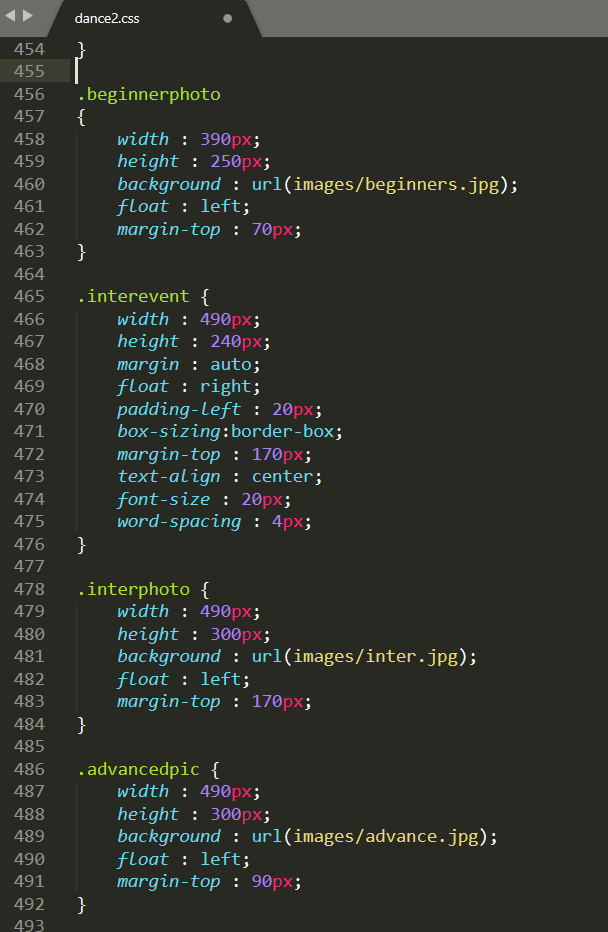 dance2.css
454 }
455
456 .beginnerphoto
457 {
458 width : 390px;
459 height : 250px;
460 background : url(images/beginners.jpg);
461 float : left;
462 margin-top : 70px;
463 }
464
465 .interevent {
466 width : 490px;
467 height : 240px;
468 margin : auto;
469 float : right;
470 padding-left : 20px;
471 box-sizing:border-box;
472 margin-top : 170px;
473 text-align : center;
474 font-size : 20px;
475 word-spacing : 4px;
476 }
477
478 .interphoto {
479 width : 490px;
480 height : 300px;
481 background : url(images/inter.jpg);
482 float : left;
483 margin-top : 170px;
484 }
485
486 .advancedpic {
487 width : 490px;
488 height : 300px;
489 background : url(images/advance.jpg);
490 float : left;
491 margin-top : 90px;
492 }
493